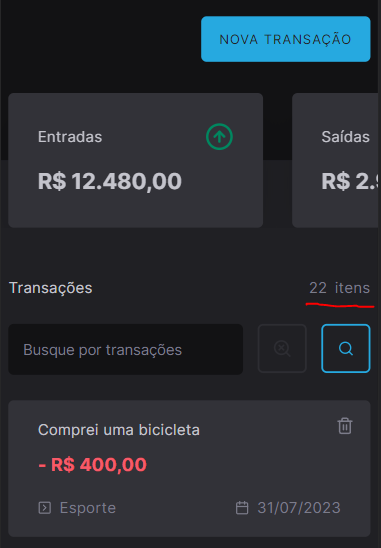 NOVA TRANSAÇÃO
Entradas
Saídas
R$ 12.480,00
R$ 2.
Transações
22 itens
Busque por transações
Comprei uma bicicleta
- R$ 400,00
Esporte
31/07/2023